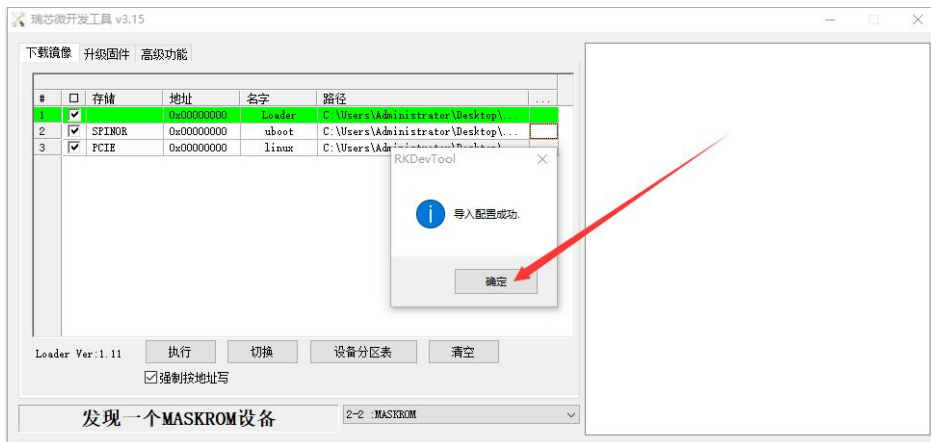 瑞芯微开发工具 v3.15
下载镜像 升级固件 高级功能
# 存储 地址 名字 路径 ...
1 0x00000000 Loader C:\Users\Administrator\Desktop\...
2 SPINOR 0x00000000 uboot C:\Users\Administrator\Desktop\...
3 PCIE 0x00000000 linux C:\Users\Administrator\Desktop\...
RKDevTool
导入配置成功.
确定
Loader Ver:1.11 执行 切换 设备分区表 清空
强制按地址写
发现一个MASKROM设备 2-2 :MASKROM